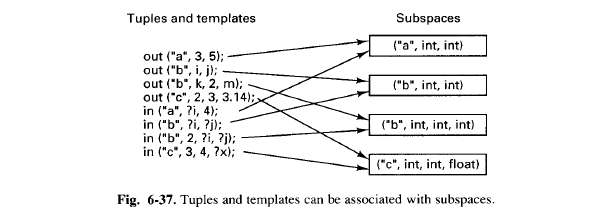 Tuples and templates
Subspaces
out ("a", 3, 5);
out ("b", i, j);
out ("b", k, 2, m);
out ("c", 2, 3, 3.14);
in ("a", ?i, 4);
in ("b", ?i, ?j);
in ("b", 2, ?i, ?j);
in ("c", 3, 4, ?x);
("a", int, int)
("b", int, int)
("b", int, int, int)
("c", int, int, float)
Fig. 6-37. Tuples and templates can be associated with subspaces.